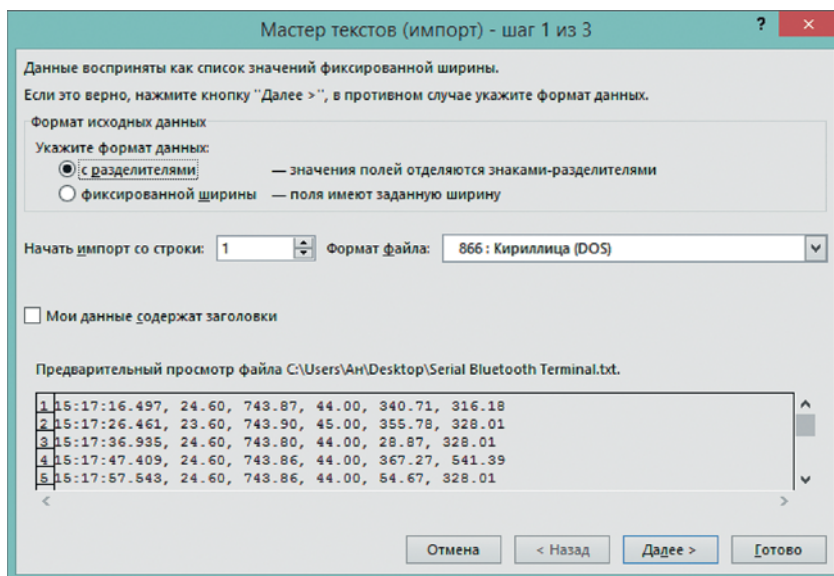 Мастер текстов (импорт) - шаг 1 из 3 ? ×
Данные восприняты как список значений фиксированной ширины.
Если это верно, нажмите кнопку "Далее >", в противном случае укажите формат данных.
Формат исходных данных
Укажите формат данных:
с разделителями — значения полей отделяются знаками-разделителями
фиксированной ширины — поля имеют заданную ширину
Начать импорт со строки: 1 Формат файла: 866 : Кириллица (DOS)
Мои данные содержат заголовки
Предварительный просмотр файла C:\Users\Ан\Desktop\Serial Bluetooth Terminal.txt.
1 15:17:16.497, 24.60, 743.87, 44.00, 340.71, 316.18
2 15:17:26.461, 23.60, 743.90, 45.00, 355.78, 328.01
3 15:17:36.935, 24.60, 743.80, 44.00, 28.87, 328.01
4 15:17:47.409, 24.60, 743.86, 44.00, 367.27, 541.39
5 15:17:57.543, 24.60, 743.86, 44.00, 54.67, 328.01
Отмена < Назад Далее > Готово